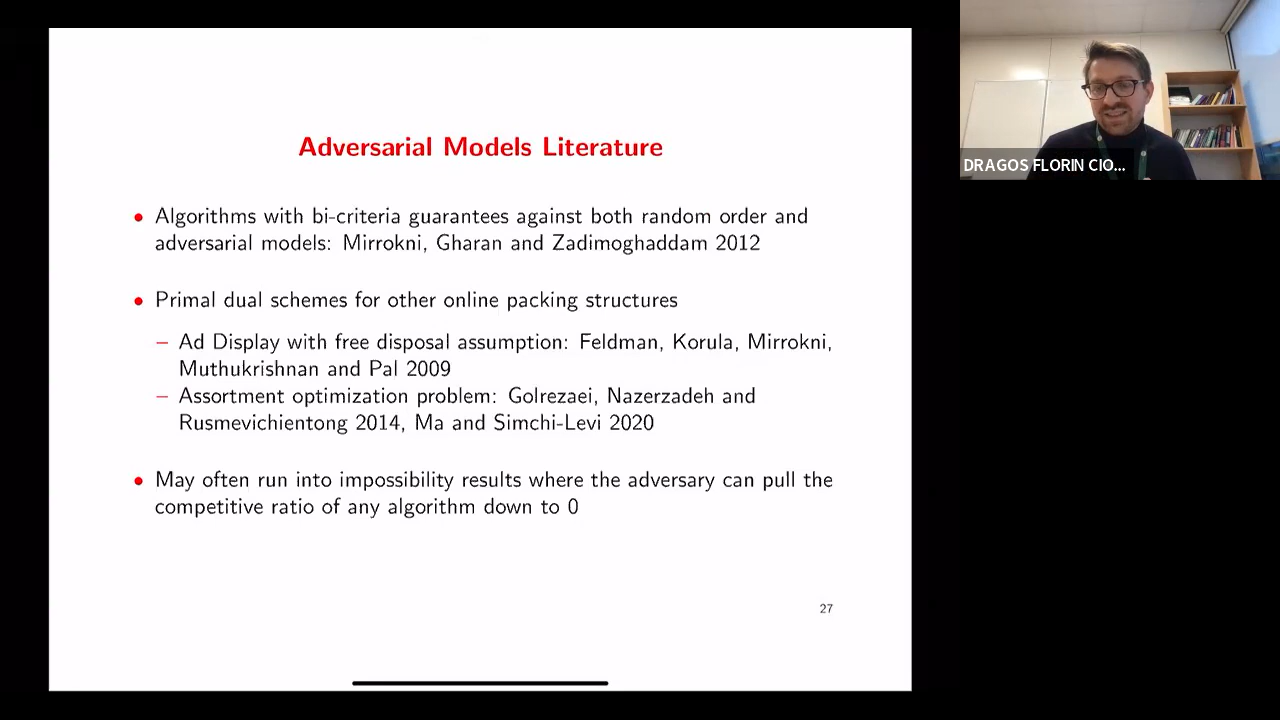 Adversarial Models Literature
• Algorithms with bi-criteria guarantees against both random order and
adversarial models: Mirrokni, Gharan and Zadimoghaddam 2012
• Primal dual schemes for other online packing structures
– Ad Display with free disposal assumption: Feldman, Korula, Mirrokni,
Muthukrishnan and Pal 2009
– Assortment optimization problem: Golrezaei, Nazerzadeh and
Rusmevichientong 2014, Ma and Simchi-Levi 2020
• May often run into impossibility results where the adversary can pull the
competitive ratio of any algorithm down to 0
27
DRAGOS FLORIN CIO...